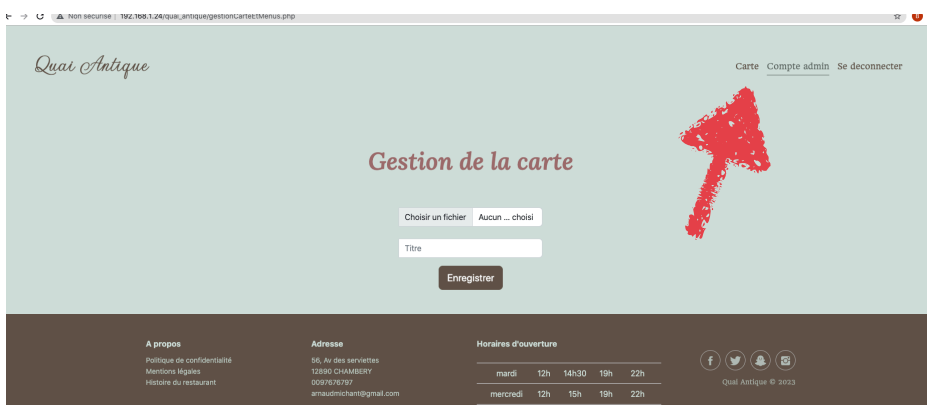 Non sécurisé | 192.168.1.24/quai_antique/gestionCarteEtMenus.php
Quai Antique
Carte Compte admin Se deconnecter
Gestion de la carte
Choisir un fichier Aucun ... choisi
Titre
Enregistrer
A propos
Politique de confidentialité
Mentions légales
Histoire du restaurant
Adresse
56, Av des serviettes
12890 CHAMBERY
0097676797
arnaudmichant@gmail.com
Horaires d'ouverture
mardi 12h 14h30 19h 22h
mercredi 12h 15h 19h 22h
Quai Antique © 2023